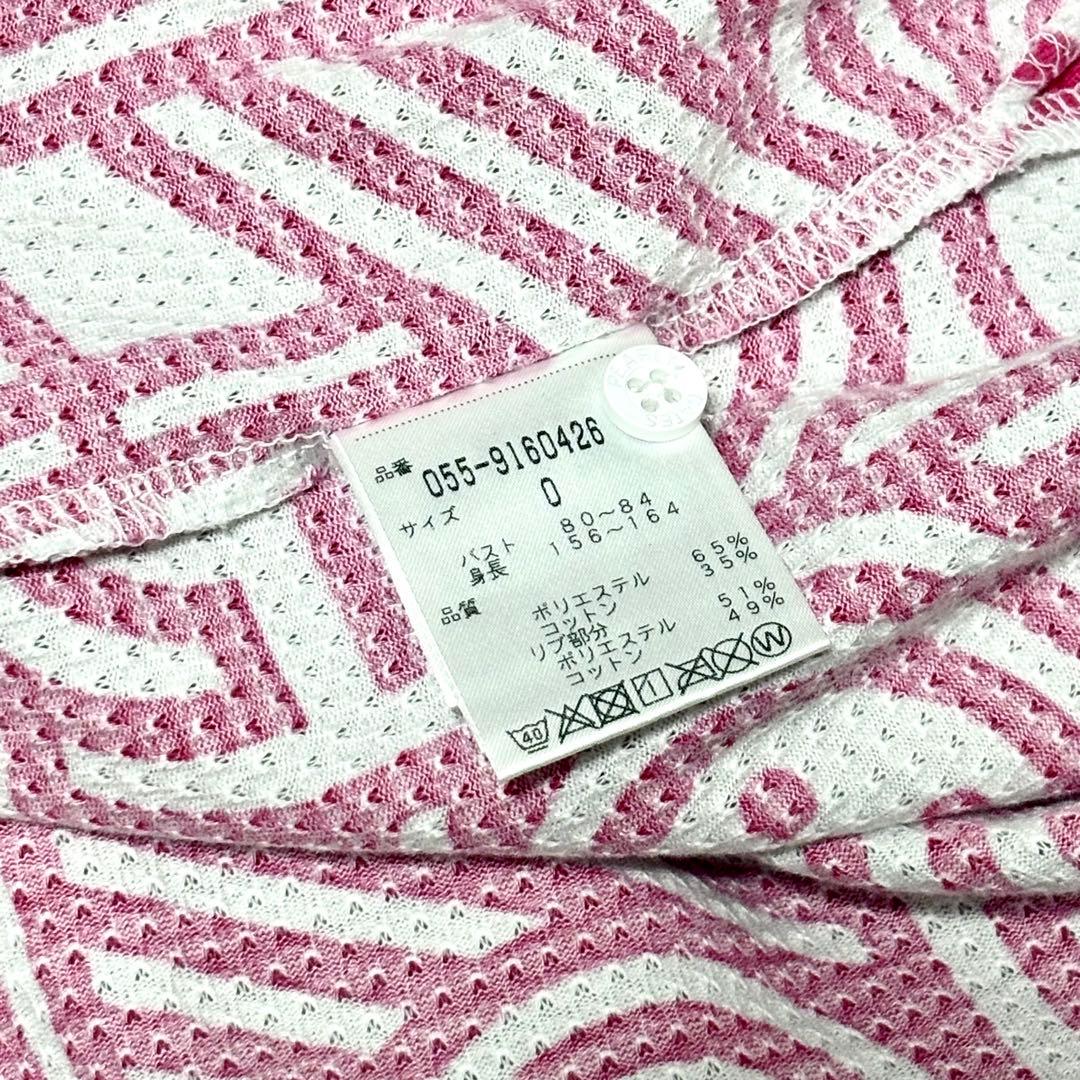 品番 055-9160426
サイズ 0
バスト 80～84
身長 156～164
品質 ポリエステル 65%
コットン 35%
リブ部分
ポリエステル 51%
コットン 49%
40 1 W